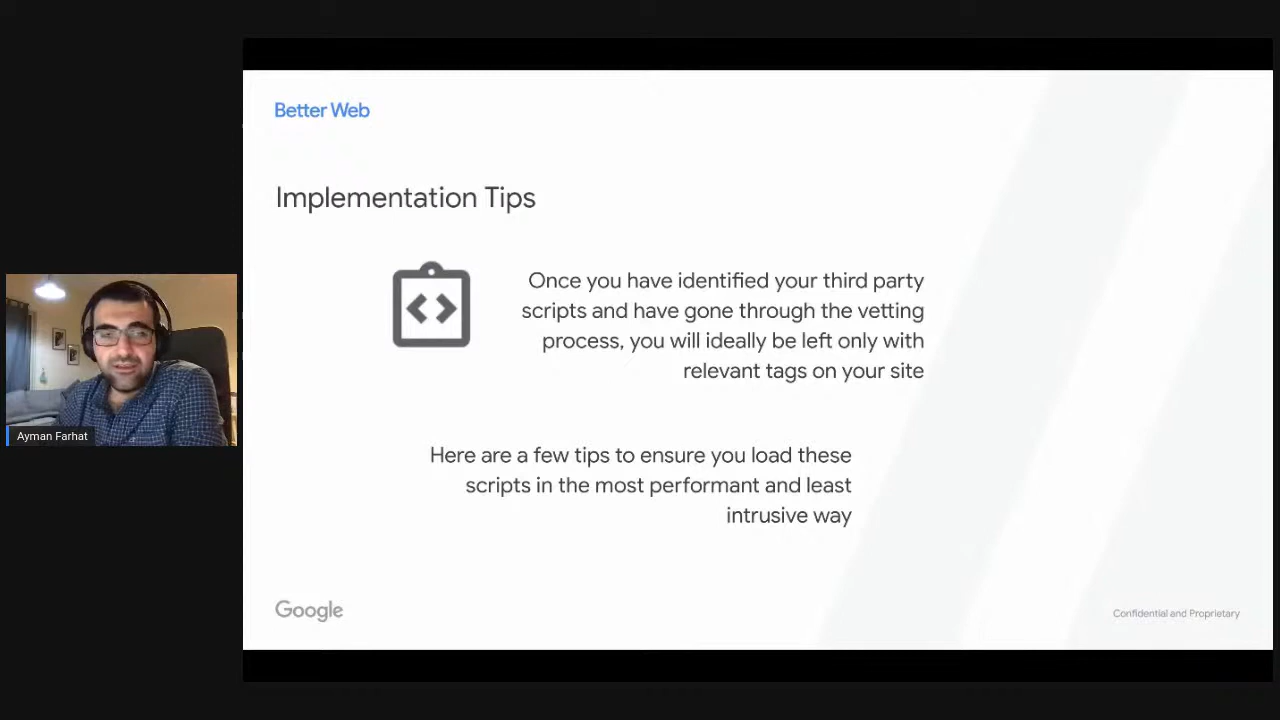 Better Web
Implementation Tips
Once you have identified your third party
scripts and have gone through the vetting
process, you will ideally be left only with
relevant tags on your site
Here are a few tips to ensure you load these
scripts in the most performant and least
intrusive way
Ayman Farhat
Google
Confidential and Proprietary